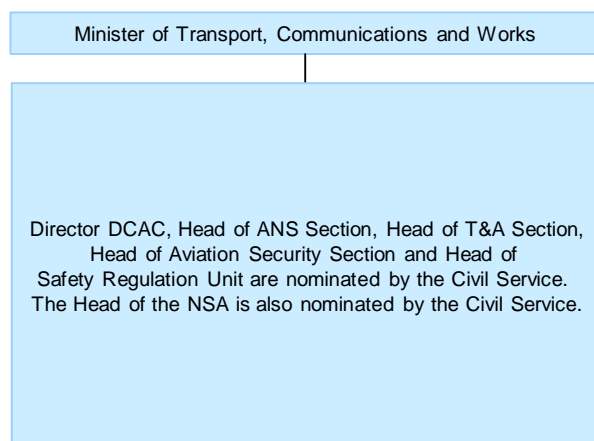 Minister of Transport, Communications and Works
Director DCAC, Head of ANS Section, Head of T&A Section,
Head of Aviation Security Section and Head of
Safety Regulation Unit are nominated by the Civil Service.
The Head of the NSA is also nominated by the Civil Service.